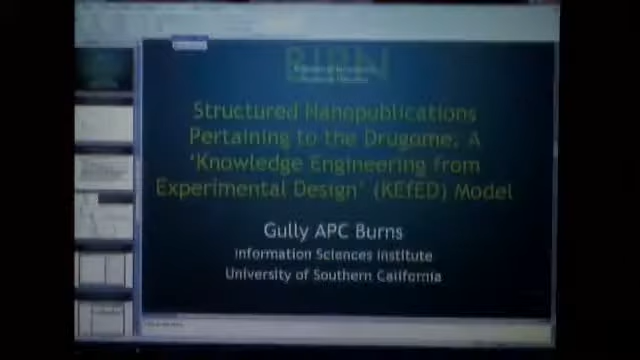 BIRN
Structured Nanopublications
Pertaining to the Drugome: A
‘Knowledge Engineering from
Experimental Design’ (KEfED) Model
Gully APC Burns
Information Sciences Institute
University of Southern California